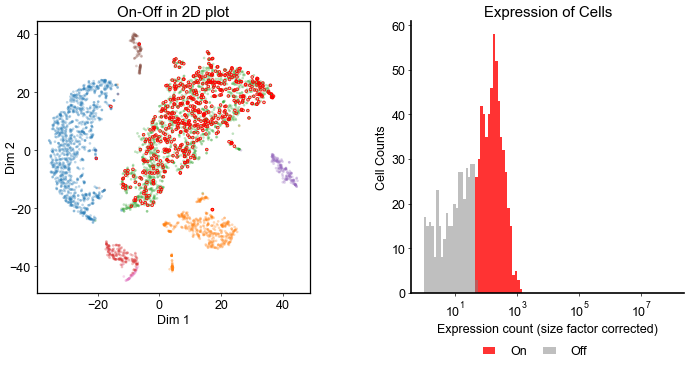 On-Off in 2D plot
40
20
0
−20
−40
Dim 2
−20
0
20
40
Dim 1
Expression of Cells
60
50
40
30
20
10
0
Cell Counts
10^1
10^3
10^5
10^7
Expression count (size factor corrected)
On
Off